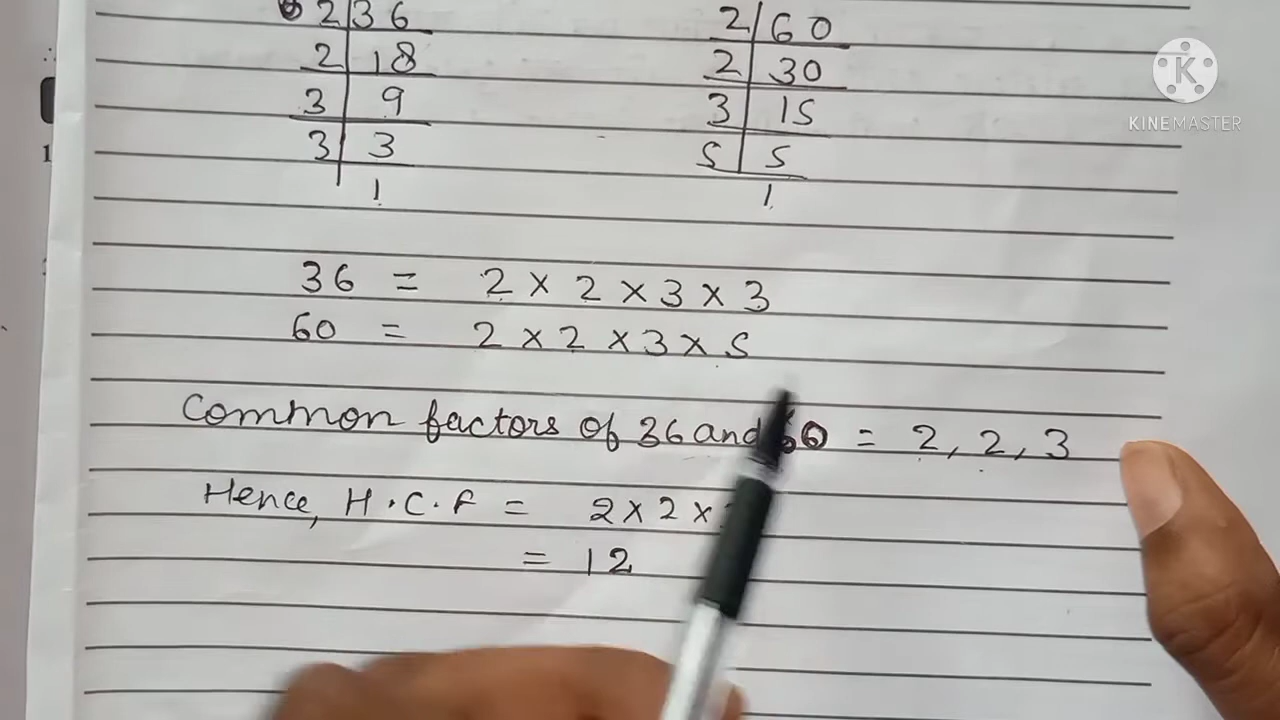 2 36
2 18
3 9
3 3
1
2 60
2 30
3 15
5 5
1
36 = 2 × 2 × 3 × 3
60 = 2 × 2 × 3 × 5
Common factors of 36 and 60 = 2, 2, 3
Hence, H.C.F = 2 × 2 ×
= 12
KINEMASTER